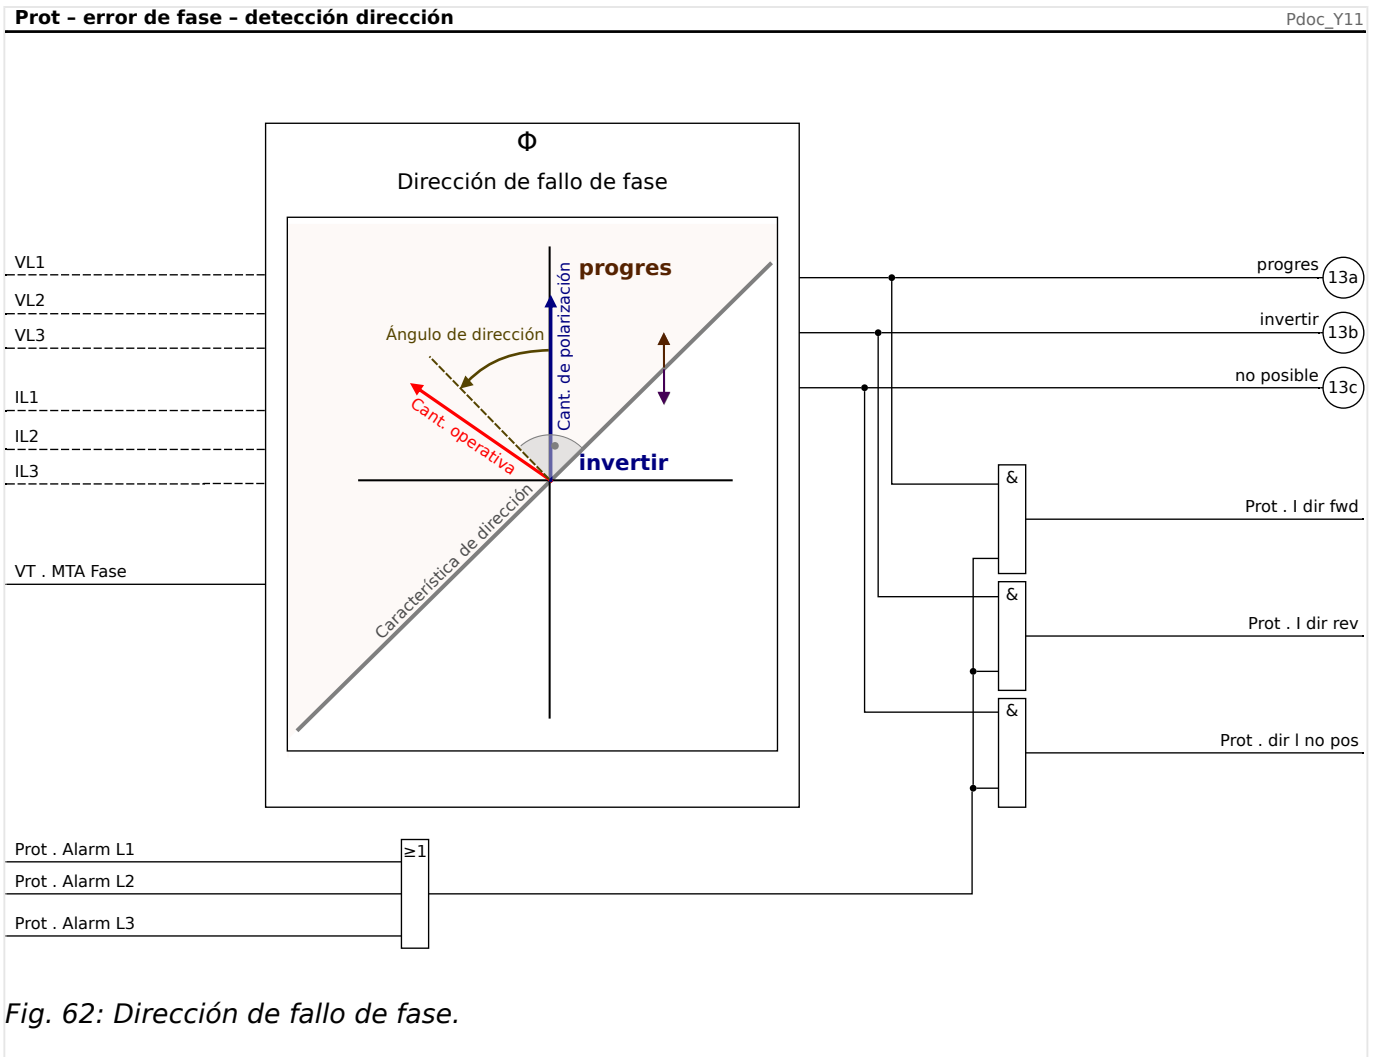 Prot – error de fase – detección dirección
Pdoc_Y11
Φ
Dirección de fallo de fase
VL1
VL2
VL3
IL1
IL2
IL3
VT . MTA Fase
progres
Cant. de polarización
Ángulo de dirección
Cant. operativa
invertir
Característica de dirección
progres
13a
invertir
13b
no posible
13c
&
Prot . I dir fwd
&
Prot . I dir rev
&
Prot . dir I no pos
Prot . Alarm L1
≥1
Prot . Alarm L2
Prot . Alarm L3
Fig. 62: Dirección de fallo de fase.